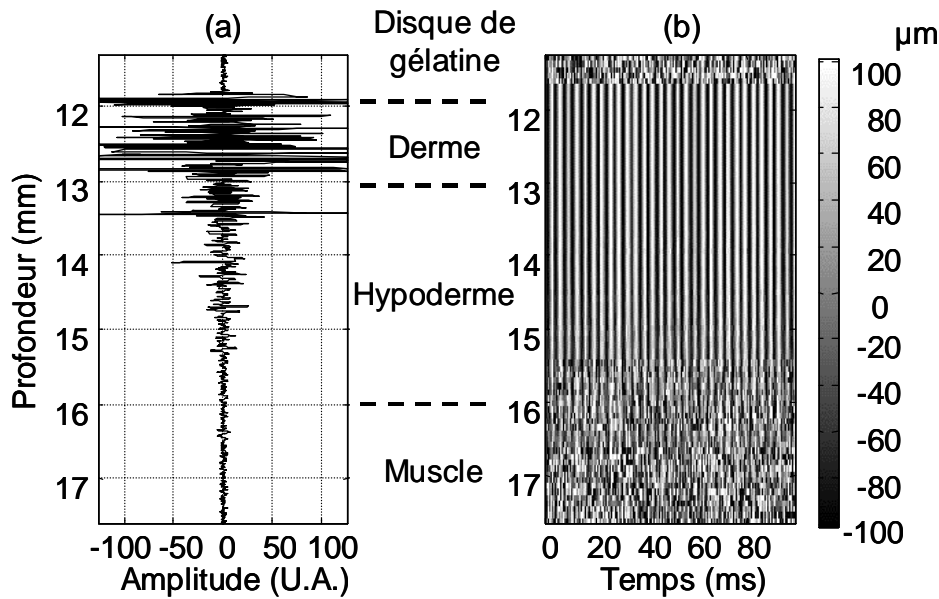 (a)
Disque de
gélatine
(b)
µm
Profondeur (mm)
12
13
14
15
16
17
-100 -50 0 50 100
Amplitude (U.A.)
Derme
Hypoderme
Muscle
12
13
14
15
16
17
0 20 40 60 80
Temps (ms)
100
80
60
40
20
0
-20
-40
-60
-80
-100